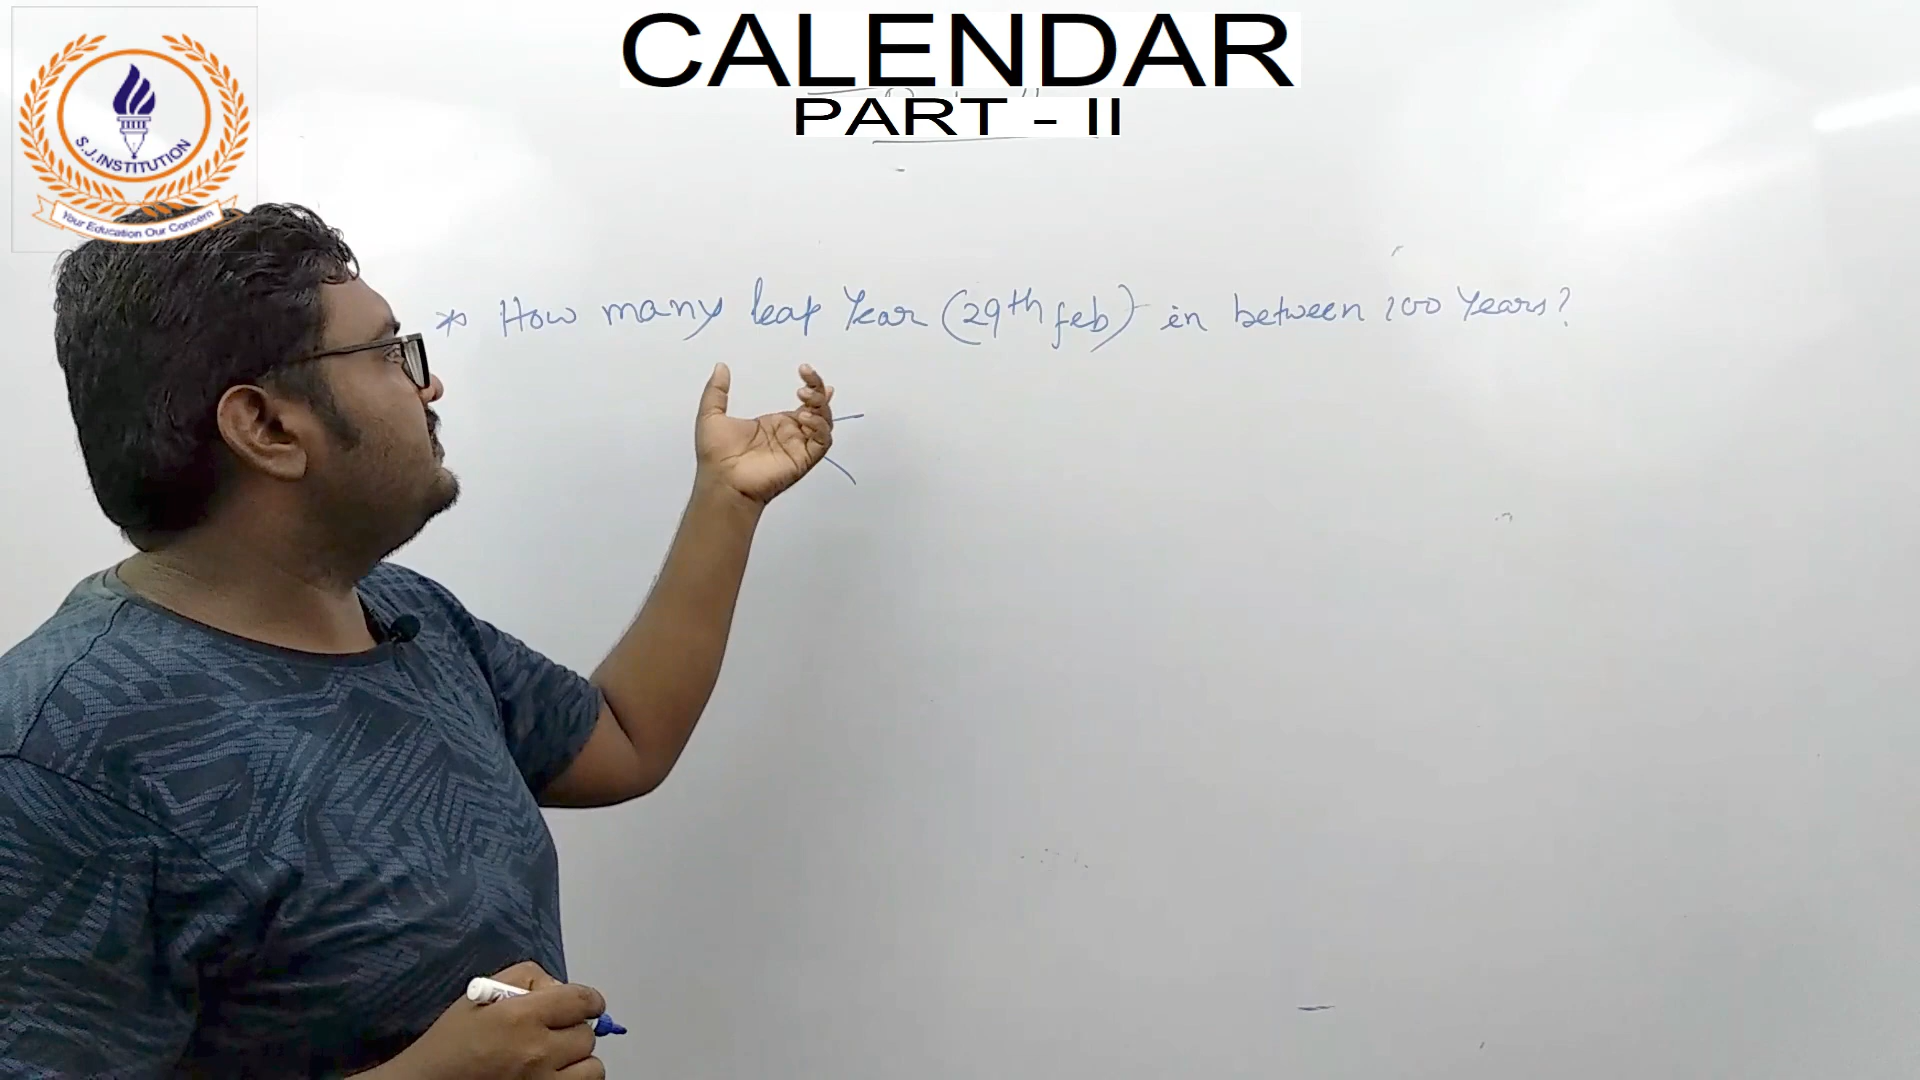 CALENDAR
PART - II
S.J.INSTITUTION
Your Education Our Concern
* How many leap Year (29th feb) in between 100 Years?